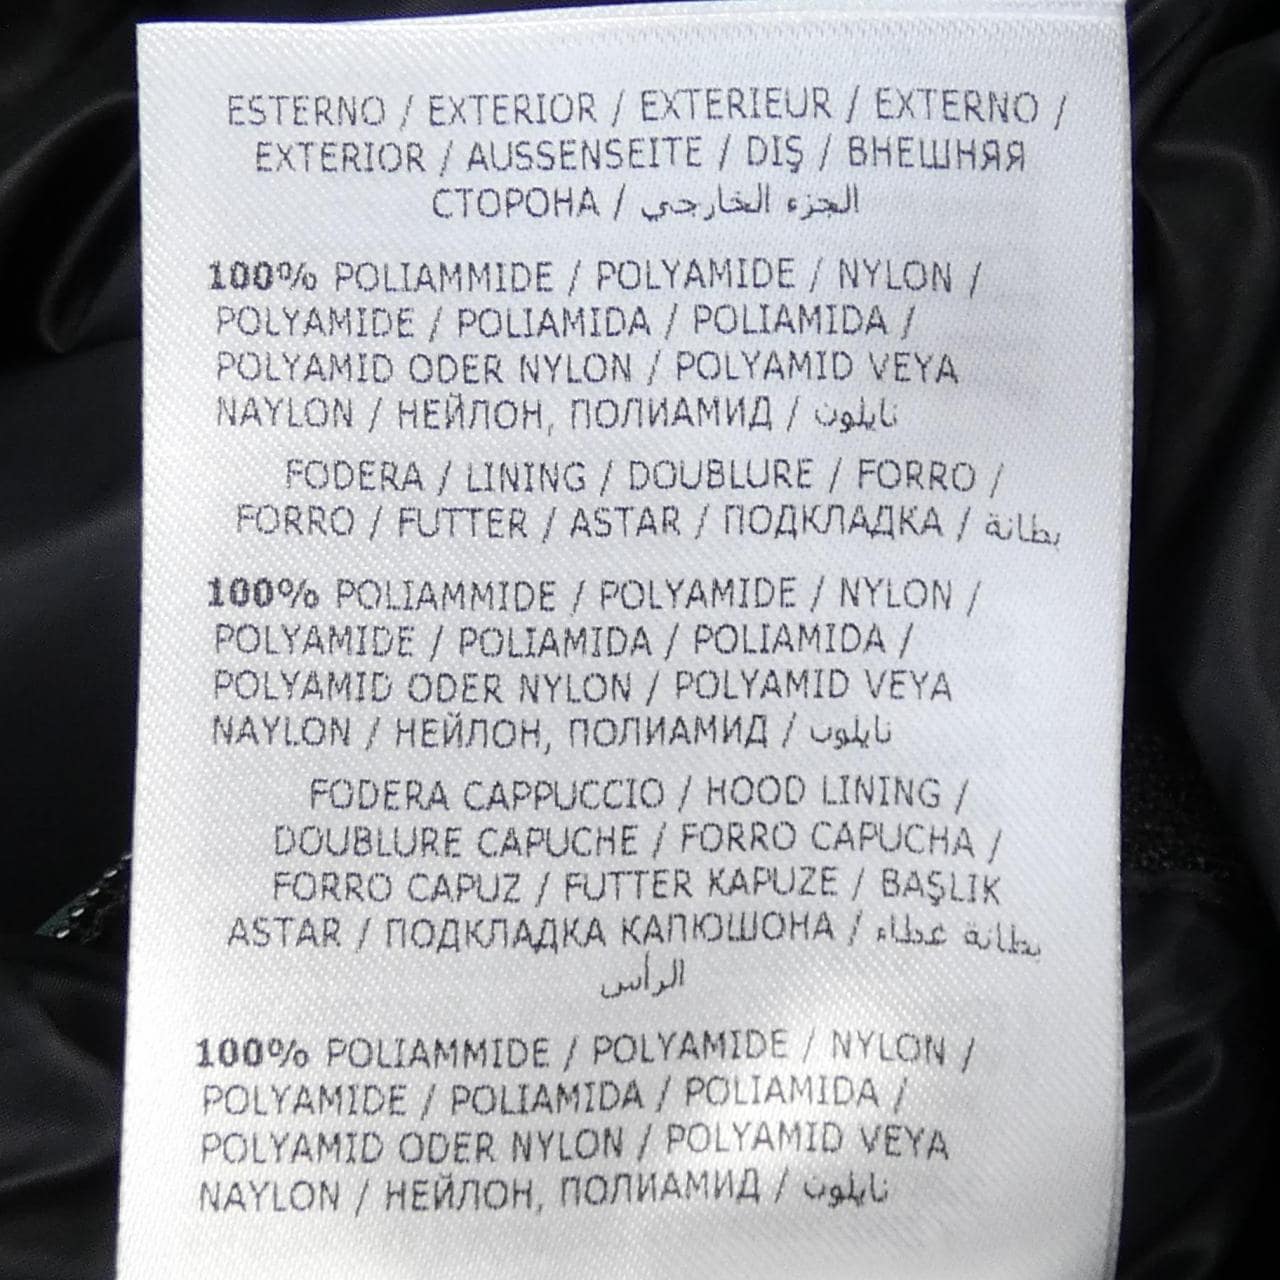 ESTERNO / EXTERIOR / EXTERIEUR / EXTERNO /
EXTERIOR / AUSSENSEITE / DIŞ / ВНЕШНЯЯ
СТОРОНА / الجزء الخارجي
100% POLIAMMIDE / POLYAMIDE / NYLON /
POLYAMIDE / POLIAMIDA / POLIAMIDA /
POLYAMID ODER NYLON / POLYAMID VEYA
NAYLON / НЕЙЛОН, ПОЛИАМИД / نايلون
FODERA / LINING / DOUBLURE / FORRO /
FORRO / FUTTER / ASTAR / ПОДКЛАДКА / بطانة
100% POLIAMMIDE / POLYAMIDE / NYLON /
POLYAMIDE / POLIAMIDA / POLIAMIDA /
POLYAMID ODER NYLON / POLYAMID VEYA
NAYLON / НЕЙЛОН, ПОЛИАМИД / نايلون
FODERA CAPPUCCIO / HOOD LINING /
DOUBLURE CAPUCHE / FORRO CAPUCHA /
FORRO CAPUZ / FUTTER KAPUZE / BAŞLIK
ASTAR / ПОДКЛАДКА КАПЮШОНА / بطانة غطاء
الرأس
100% POLIAMMIDE / POLYAMIDE / NYLON /
POLYAMIDE / POLIAMIDA / POLIAMIDA /
POLYAMID ODER NYLON / POLYAMID VEYA
NAYLON / НЕЙЛОН, ПОЛИАМИД / نايلون